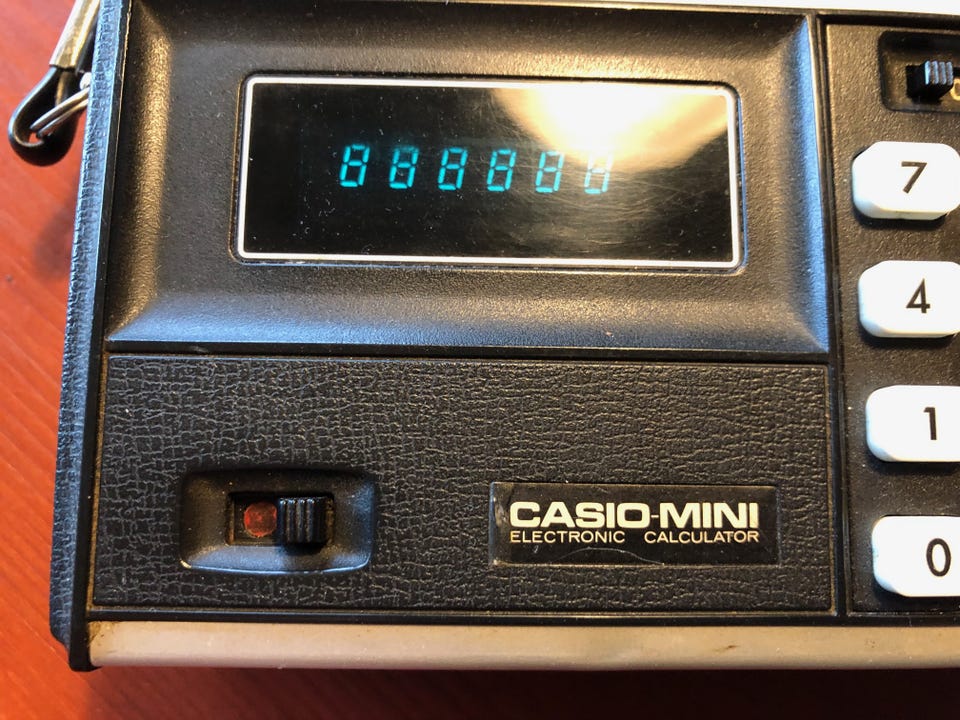 888888
7
4
1
CASIO-MINI
ELECTRONIC CALCULATOR
0